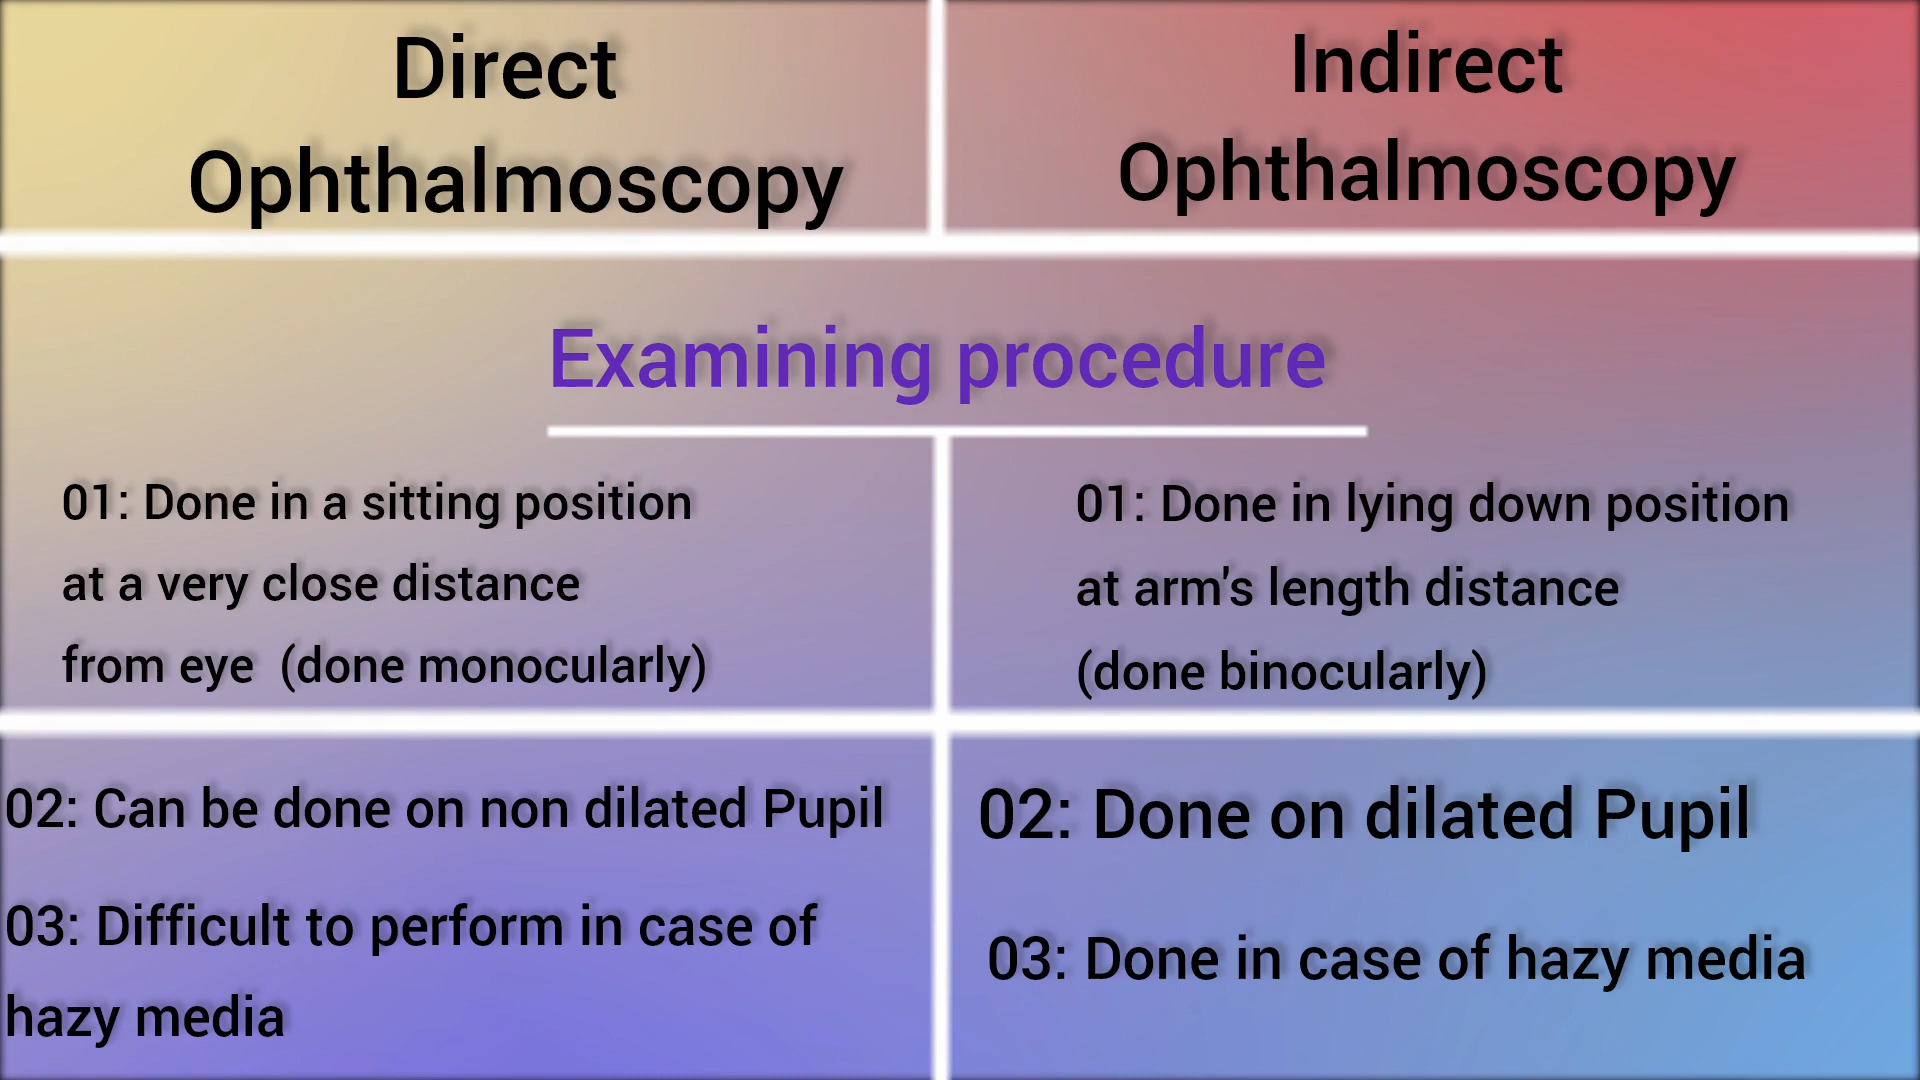 Direct
Ophthalmoscopy
Indirect
Ophthalmoscopy
Examining procedure
01: Done in a sitting position
at a very close distance
from eye  (done monocularly)
01: Done in lying down position
at arm's length distance
(done binocularly)
02: Can be done on non dilated Pupil
03: Difficult to perform in case of
hazy media
02: Done on dilated Pupil
03: Done in case of hazy media